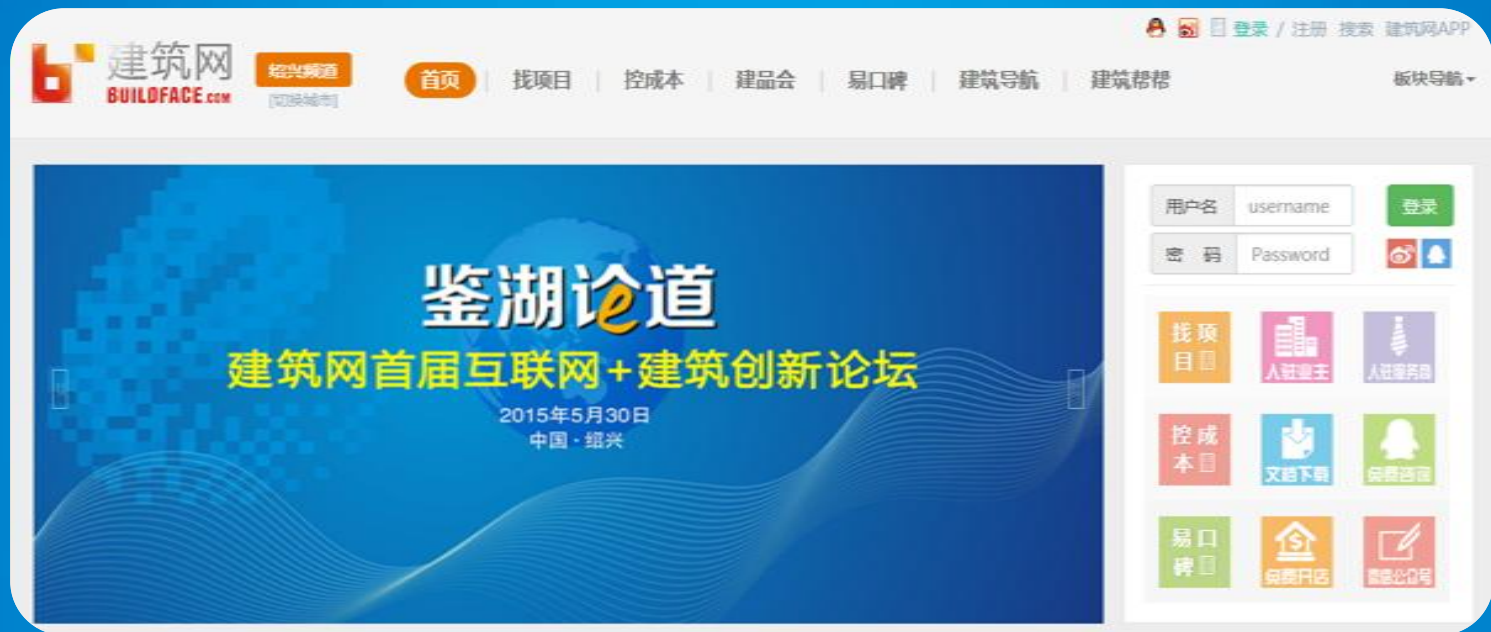 登录 / 注册 搜索 建筑网APP
建筑网
BUILDFACE.COM
绍兴频道
[切换城市]
首页 | 找项目 | 控成本 | 建品会 | 易口碑 | 建筑导航 | 建筑帮帮
板块导航
鉴湖论道
建筑网首届互联网+建筑创新论坛
2015年5月30日
中国·绍兴
用户名 username 登录
密 码 Password
找项
目
入驻业主
入驻服务商
控成
本
文档下载
免费咨询
易口
碑
免费开店
微信公众号